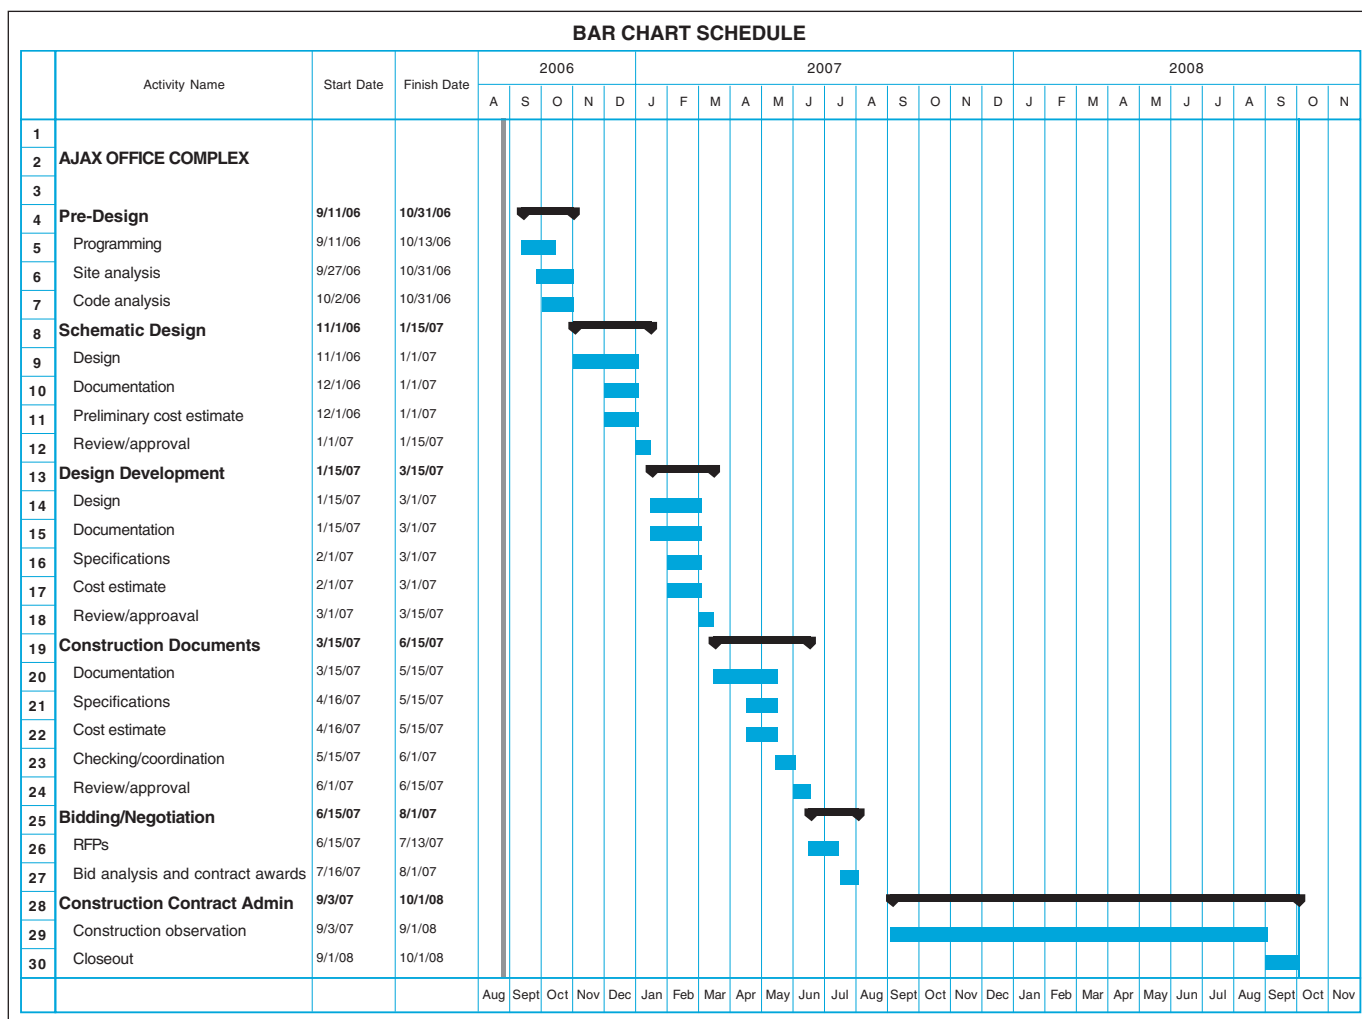 BAR CHART SCHEDULE
Activity Name Start Date Finish Date 2006 2007 2008
A S O N D J F M A M J J A S O N D J F M A M J J A S O N
1
2 AJAX OFFICE COMPLEX
3
4 Pre-Design 9/11/06 10/31/06
5 Programming 9/11/06 10/13/06
6 Site analysis 9/27/06 10/31/06
7 Code analysis 10/2/06 10/31/06
8 Schematic Design 11/1/06 1/15/07
9 Design 11/1/06 1/1/07
10 Documentation 12/1/06 1/1/07
11 Preliminary cost estimate 12/1/06 1/1/07
12 Review/approval 1/1/07 1/15/07
13 Design Development 1/15/07 3/15/07
14 Design 1/15/07 3/1/07
15 Documentation 1/15/07 3/1/07
16 Specifications 2/1/07 3/1/07
17 Cost estimate 2/1/07 3/1/07
18 Review/approaval 3/1/07 3/15/07
19 Construction Documents 3/15/07 6/15/07
20 Documentation 3/15/07 5/15/07
21 Specifications 4/16/07 5/15/07
22 Cost estimate 4/16/07 5/15/07
23 Checking/coordination 5/15/07 6/1/07
24 Review/approval 6/1/07 6/15/07
25 Bidding/Negotiation 6/15/07 8/1/07
26 RFPs 6/15/07 7/13/07
27 Bid analysis and contract awards 7/16/07 8/1/07
28 Construction Contract Admin 9/3/07 10/1/08
29 Construction observation 9/3/07 9/1/08
30 Closeout 9/1/08 10/1/08
Aug Sept Oct Nov Dec Jan Feb Mar Apr May Jun Jul Aug Sept Oct Nov Dec Jan Feb Mar Apr May Jun Jul Aug Sept Oct Nov